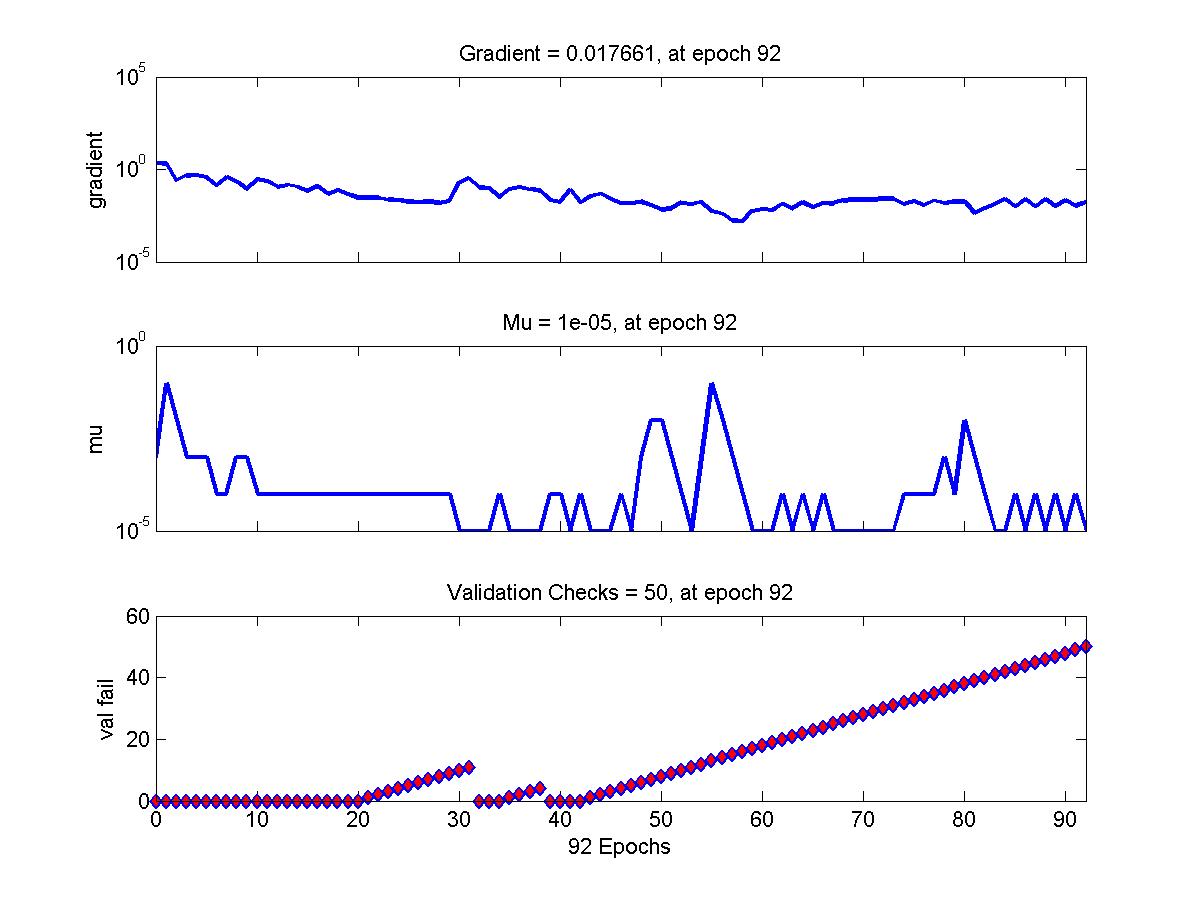 Gradient = 0.017661, at epoch 92
10^5
10^0
10^-5
gradient
Mu = 1e-05, at epoch 92
10^0
10^-5
mu
Validation Checks = 50, at epoch 92
60
40
20
0
val fail
0 10 20 30 40 50 60 70 80 90
92 Epochs